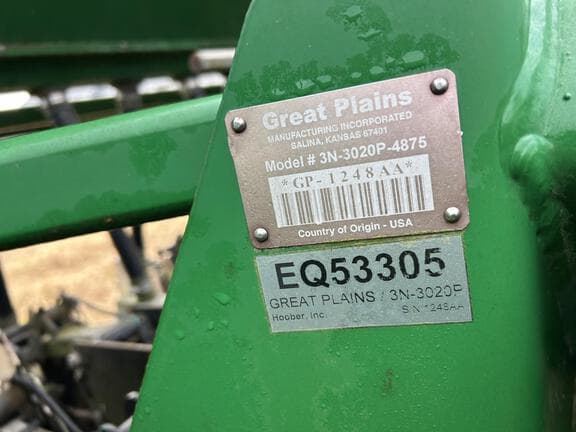 Great Plains
MANUFACTURING INCORPORATED
SALINA, KANSAS 67401
Model # 3N-3020P-4875
*GP-1248AA*
Country of Origin - USA
EQ53305
GREAT PLAINS / 3N-3020P
Hoober, Inc.
S/N 1248AA